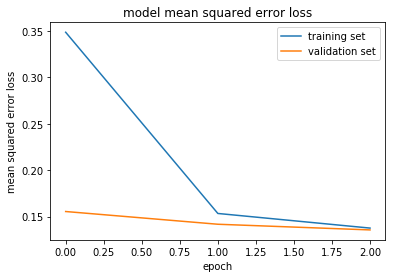 model mean squared error loss
training set
validation set
mean squared error loss
0.35
0.30
0.25
0.20
0.15
0.00 0.25 0.50 0.75 1.00 1.25 1.50 1.75 2.00
epoch